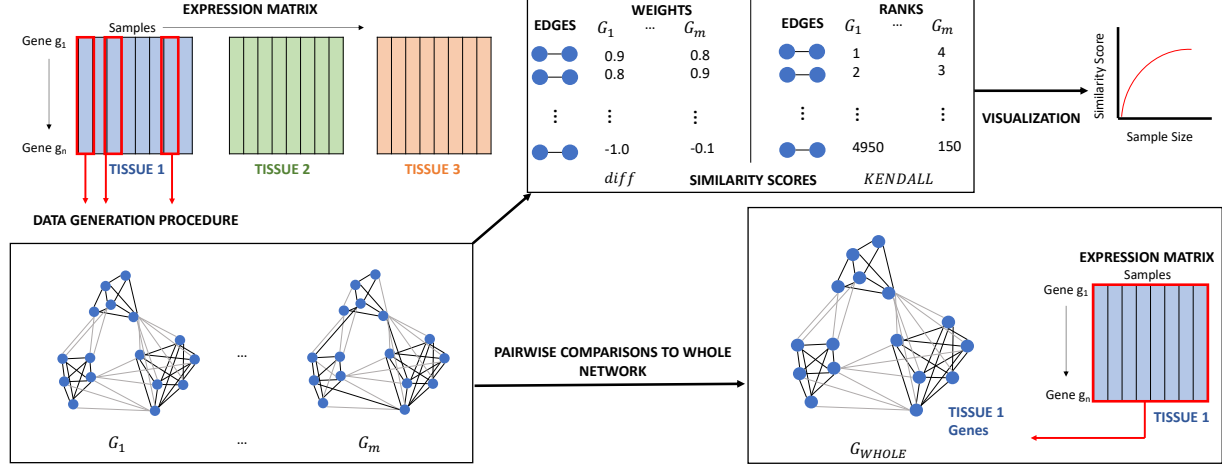 EXPRESSION MATRIX
Samples
Gene g1
Gene gn
TISSUE 1
TISSUE 2
TISSUE 3
DATA GENERATION PROCEDURE
G1 ... Gm
WEIGHTS
EDGES G1 ... Gm
0.9 0.8
0.8 0.9
⋮ ⋮ ⋮
-1.0 -0.1
diff
RANKS
EDGES G1 ... Gm
1 4
2 3
⋮ ⋮ ⋮
4950 150
KENDALL
SIMILARITY SCORES
VISUALIZATION
Similarity Score
Sample Size
...
PAIRWISE COMPARISONS TO WHOLE
NETWORK
TISSUE 1
Genes
GWHOLE
EXPRESSION MATRIX
Samples
Gene g1
Gene gn
TISSUE 1